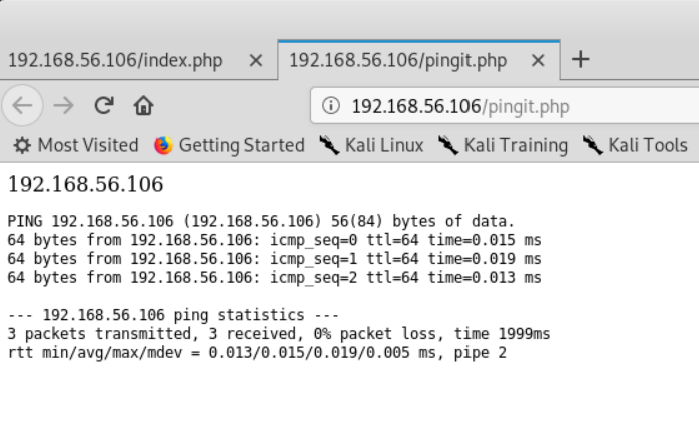 192.168.56.106/index.php
192.168.56.106/pingit.php
192.168.56.106/pingit.php
Most Visited Getting Started Kali Linux Kali Training Kali Tools
192.168.56.106
PING 192.168.56.106 (192.168.56.106) 56(84) bytes of data.
64 bytes from 192.168.56.106: icmp_seq=0 ttl=64 time=0.015 ms
64 bytes from 192.168.56.106: icmp_seq=1 ttl=64 time=0.019 ms
64 bytes from 192.168.56.106: icmp_seq=2 ttl=64 time=0.013 ms
--- 192.168.56.106 ping statistics ---
3 packets transmitted, 3 received, 0% packet loss, time 1999ms
rtt min/avg/max/mdev = 0.013/0.015/0.019/0.005 ms, pipe 2